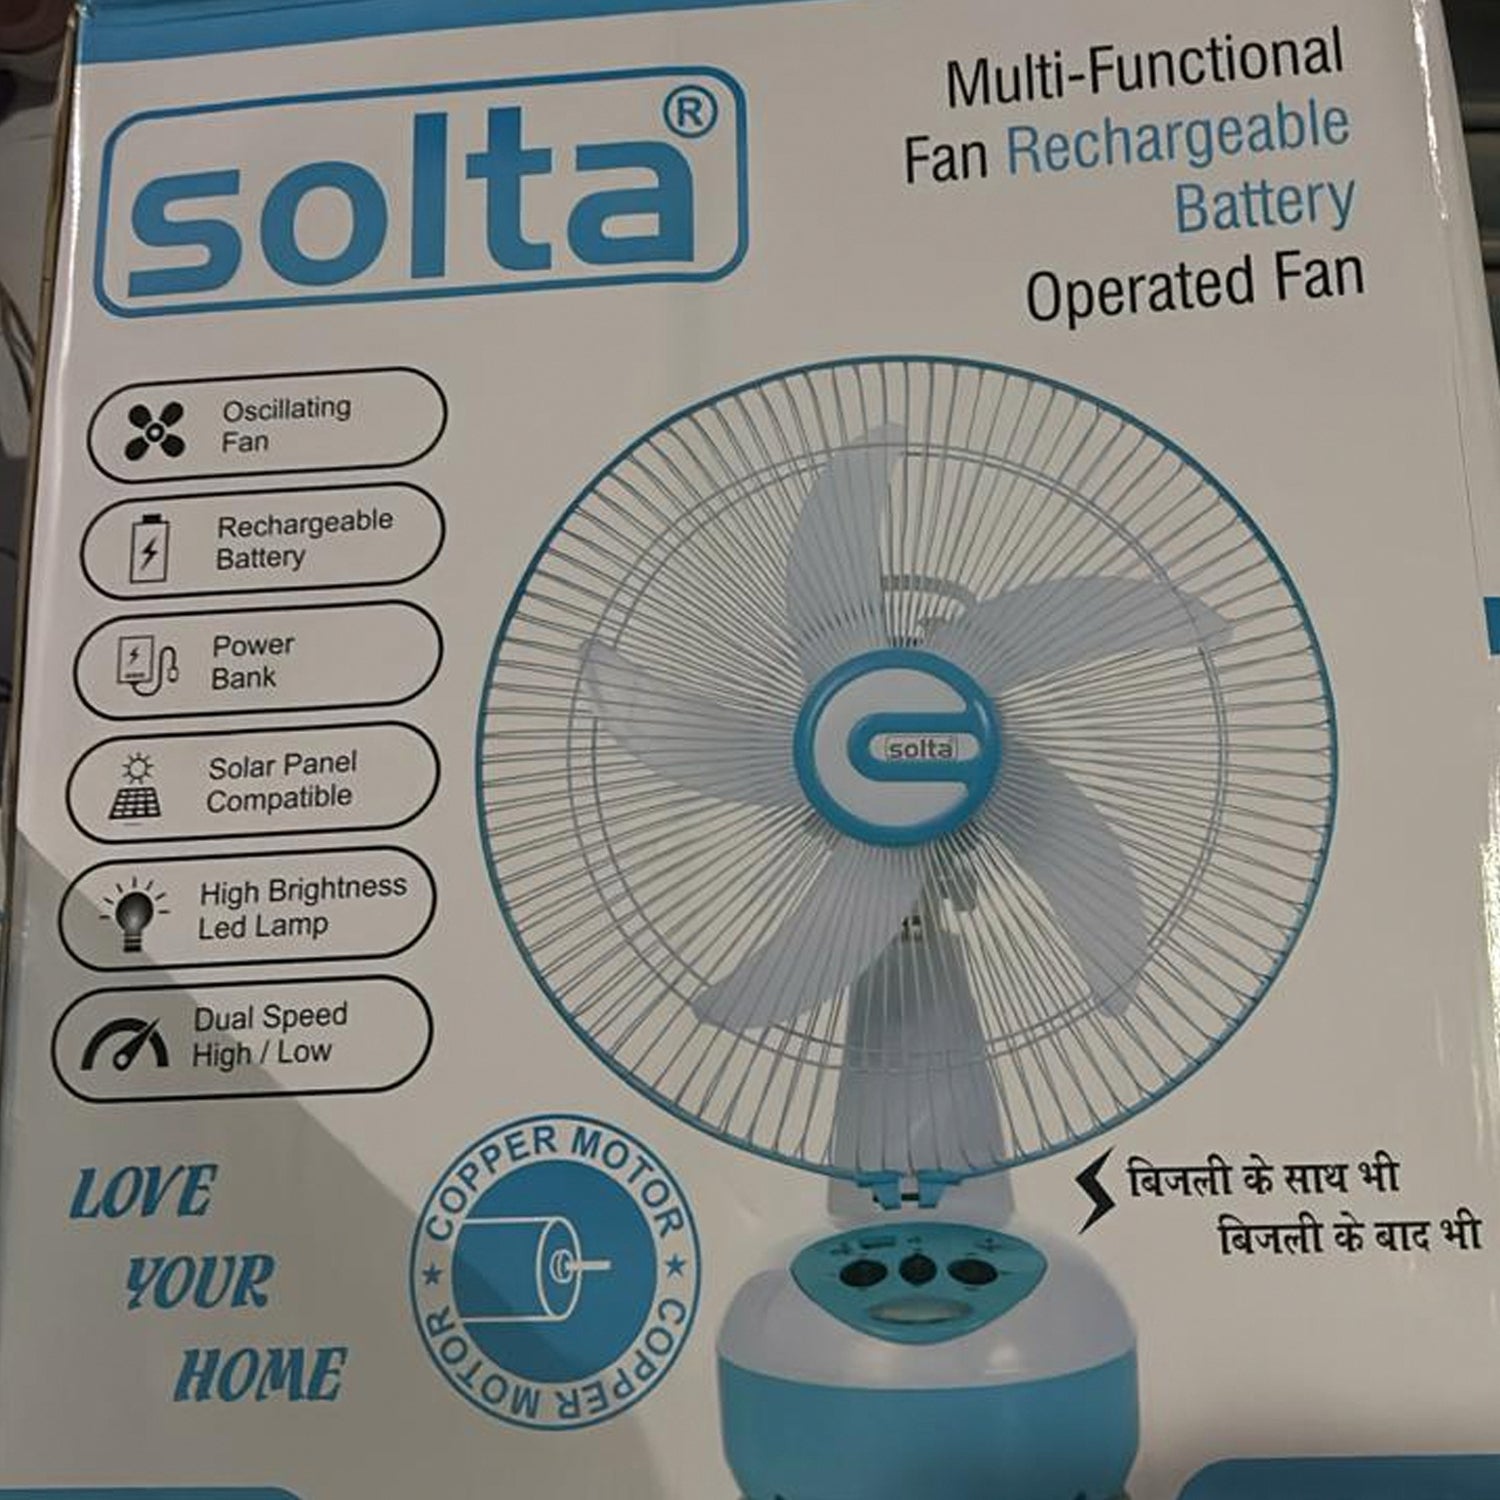 solta®
Multi-Functional
Fan Rechargeable
Battery
Operated Fan
Oscillating
Fan
Rechargeable
Battery
Power
Bank
Solar Panel
Compatible
High Brightness
Led Lamp
Dual Speed
High / Low
solta
LOVE
YOUR
HOME
COPPER MOTOR ★ COPPER MOTOR ★
बिजली के साथ भी
बिजली के बाद भी